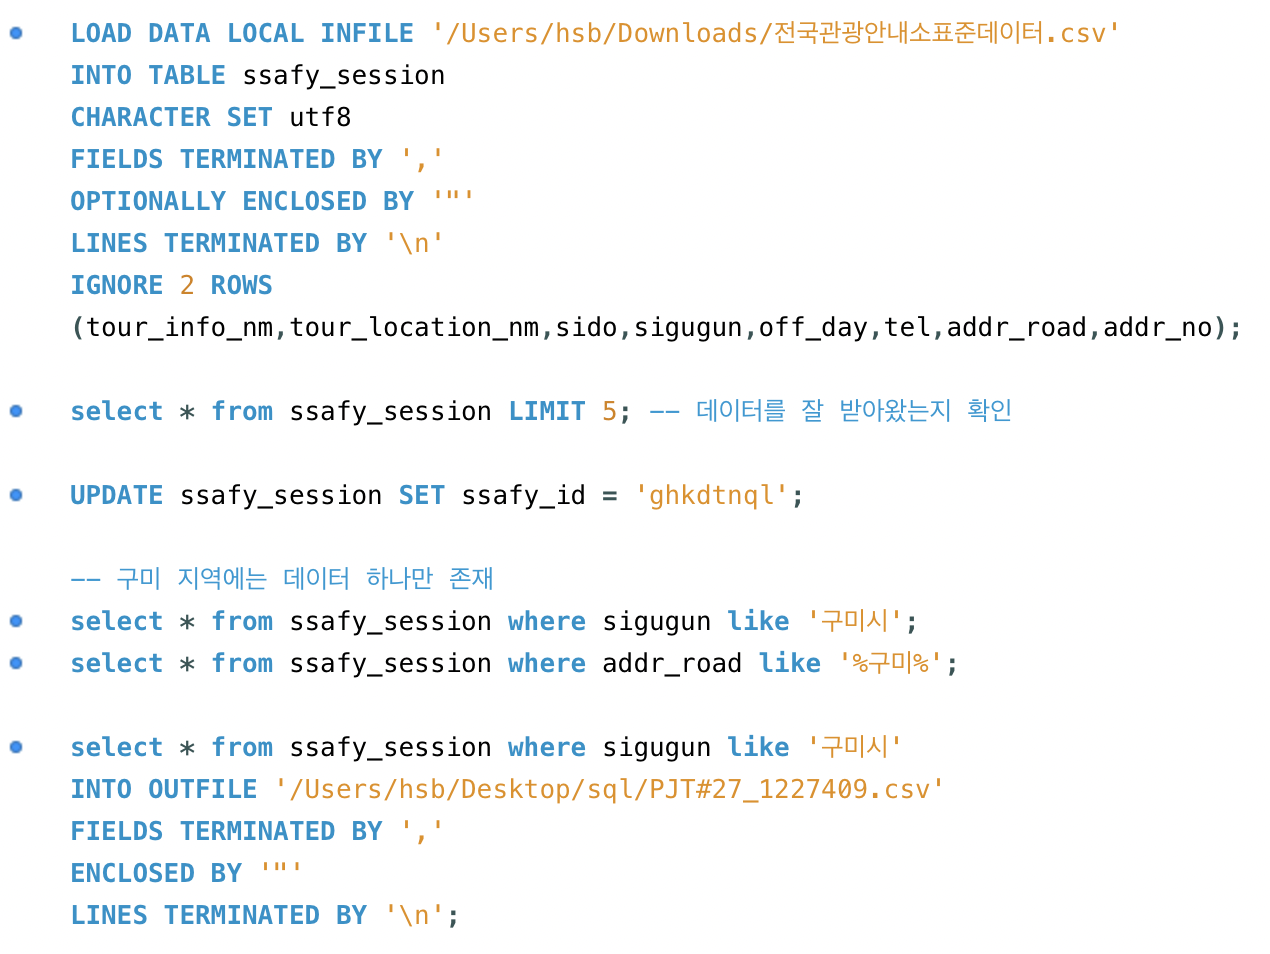 LOAD DATA LOCAL INFILE '/Users/hsb/Downloads/전국관광안내소표준데이터.csv'
INTO TABLE ssafy_session
CHARACTER SET utf8
FIELDS TERMINATED BY ','
OPTIONALLY ENCLOSED BY '"'
LINES TERMINATED BY '\n'
IGNORE 2 ROWS
(tour_info_nm,tour_location_nm,sido,sigugun,off_day,tel,addr_road,addr_no);
select * from ssafy_session LIMIT 5; -- 데이터를 잘 받아왔는지 확인
UPDATE ssafy_session SET ssafy_id = 'ghkdtnql';
-- 구미 지역에는 데이터 하나만 존재
select * from ssafy_session where sigugun like '구미시';
select * from ssafy_session where addr_road like '%구미%';
select * from ssafy_session where sigugun like '구미시'
INTO OUTFILE '/Users/hsb/Desktop/sql/PJT#27_1227409.csv'
FIELDS TERMINATED BY ','
ENCLOSED BY '"'
LINES TERMINATED BY '\n';